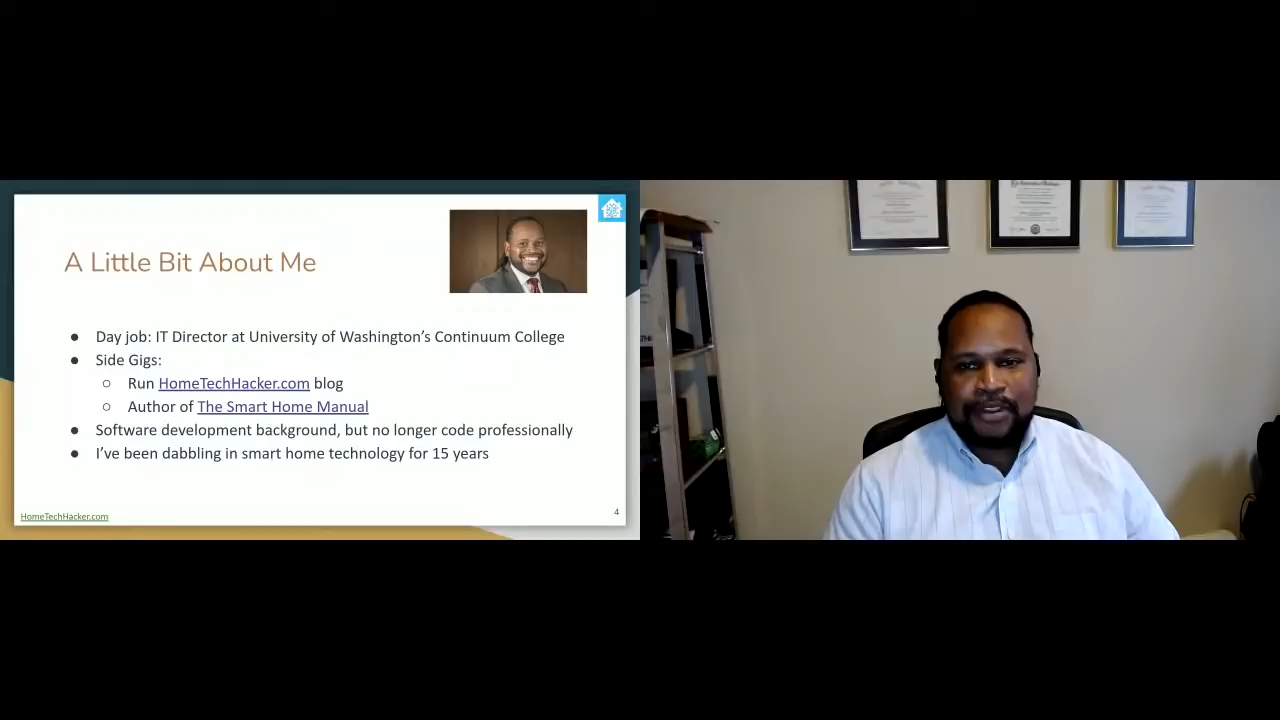 A Little Bit About Me
● Day job: IT Director at University of Washington’s Continuum College
● Side Gigs:
○ Run HomeTechHacker.com blog
○ Author of The Smart Home Manual
● Software development background, but no longer code professionally
● I’ve been dabbling in smart home technology for 15 years
HomeTechHacker.com
4